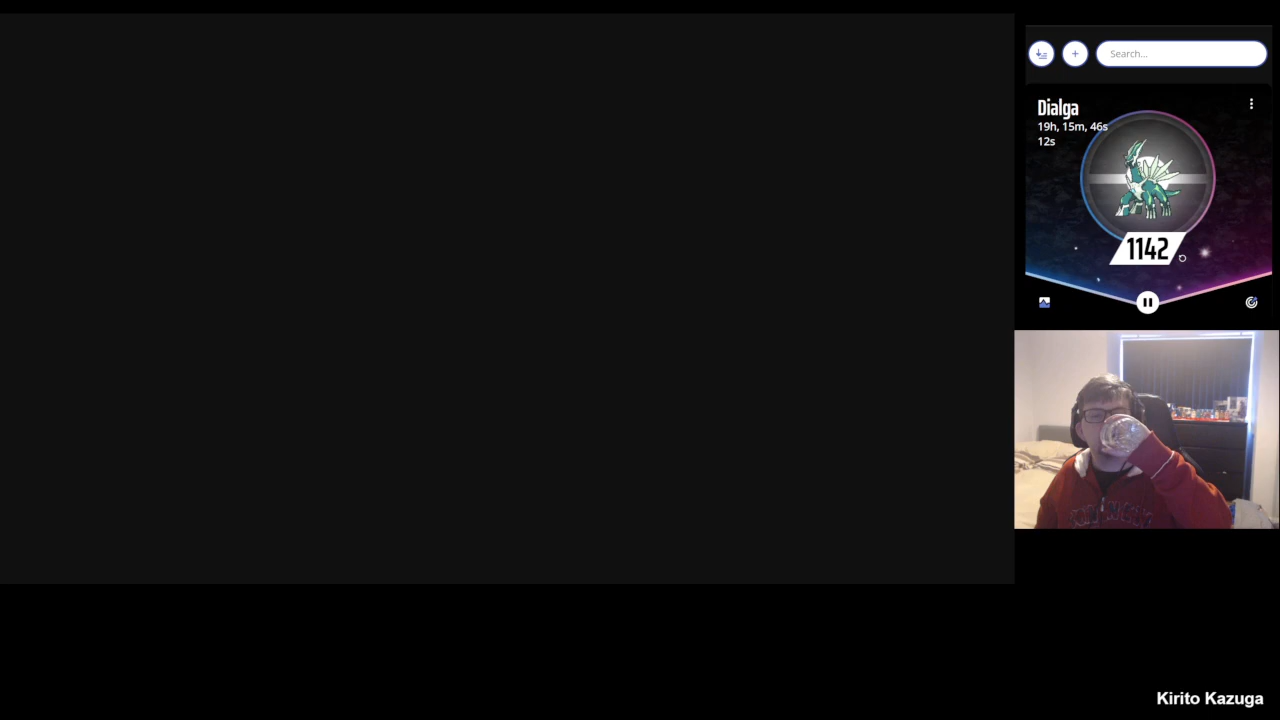 Search...
Dialga
19h, 15m, 46s
12s
1142
Kirito Kazuga